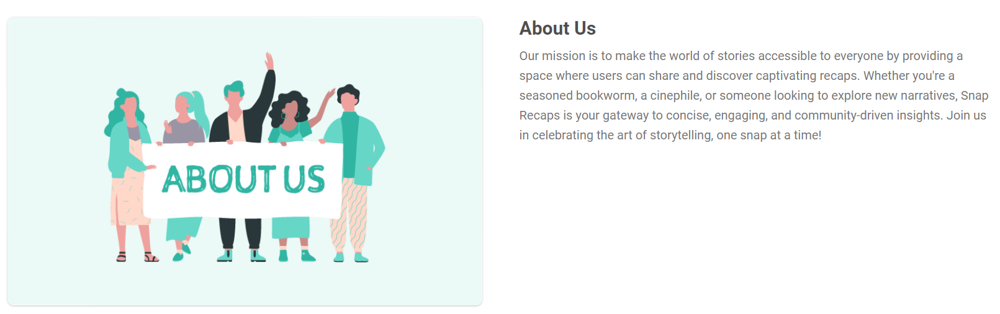 ABOUT US
About Us
Our mission is to make the world of stories accessible to everyone by providing a
space where users can share and discover captivating recaps. Whether you're a
seasoned bookworm, a cinephile, or someone looking to explore new narratives, Snap
Recaps is your gateway to concise, engaging, and community-driven insights. Join us
in celebrating the art of storytelling, one snap at a time!